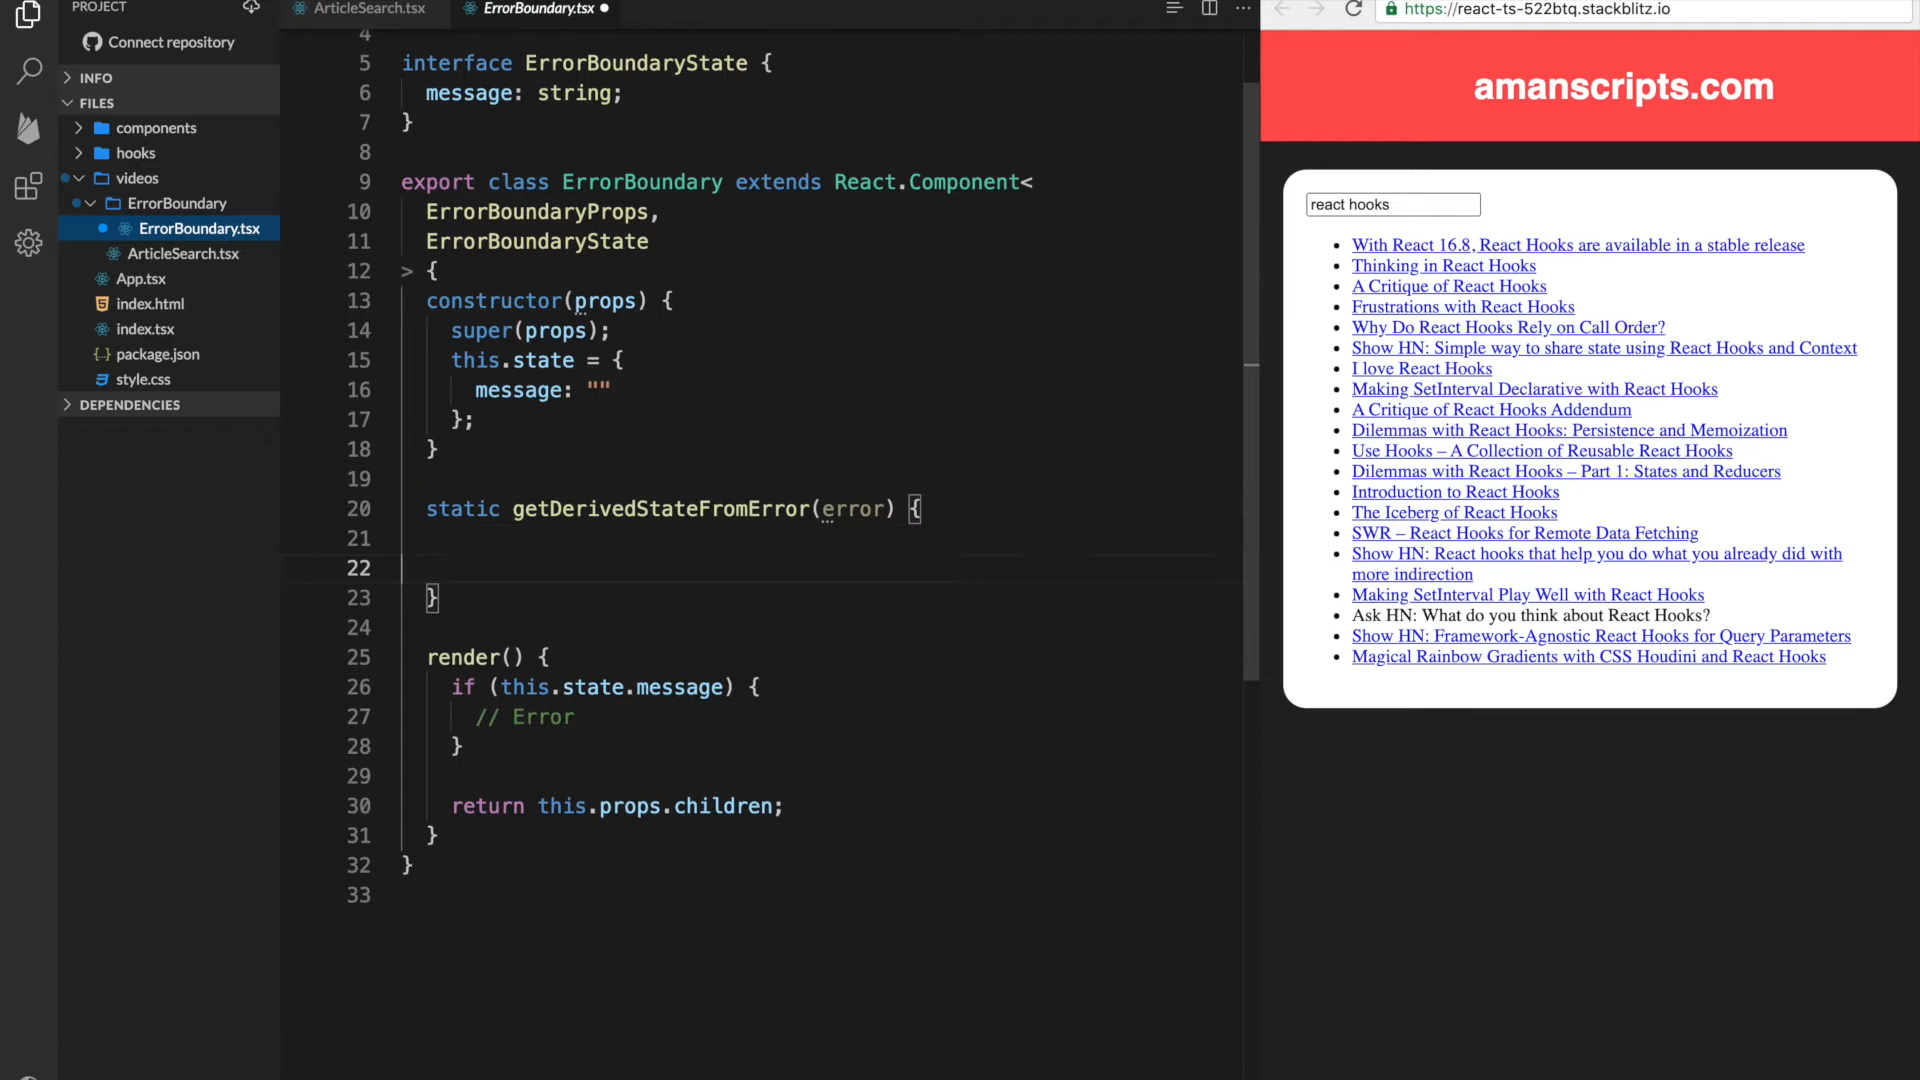 PROJECT
Connect repository
INFO
FILES
components
hooks
videos
ErrorBoundary
ErrorBoundary.tsx
ArticleSearch.tsx
App.tsx
index.html
index.tsx
package.json
style.css
DEPENDENCIES
ArticleSearch.tsx
ErrorBoundary.tsx
4
5 interface ErrorBoundaryState {
6 message: string;
7 }
8
9 export class ErrorBoundary extends React.Component<
10 ErrorBoundaryProps,
11 ErrorBoundaryState
12 > {
13 constructor(props) {
14 super(props);
15 this.state = {
16 message: ""
17 };
18 }
19
20 static getDerivedStateFromError(error) {
21
22
23 }
24
25 render() {
26 if (this.state.message) {
27 // Error
28 }
29
30 return this.props.children;
31 }
32 }
33
https://react-ts-522btq.stackblitz.io
amanscripts.com
react hooks
With React 16.8, React Hooks are available in a stable release
Thinking in React Hooks
A Critique of React Hooks
Frustrations with React Hooks
Why Do React Hooks Rely on Call Order?
Show HN: Simple way to share state using React Hooks and Context
I love React Hooks
Making SetInterval Declarative with React Hooks
A Critique of React Hooks Addendum
Dilemmas with React Hooks: Persistence and Memoization
Use Hooks – A Collection of Reusable React Hooks
Dilemmas with React Hooks – Part 1: States and Reducers
Introduction to React Hooks
The Iceberg of React Hooks
SWR – React Hooks for Remote Data Fetching
Show HN: React hooks that help you do what you already did with
more indirection
Making SetInterval Play Well with React Hooks
Ask HN: What do you think about React Hooks?
Show HN: Framework-Agnostic React Hooks for Query Parameters
Magical Rainbow Gradients with CSS Houdini and React Hooks